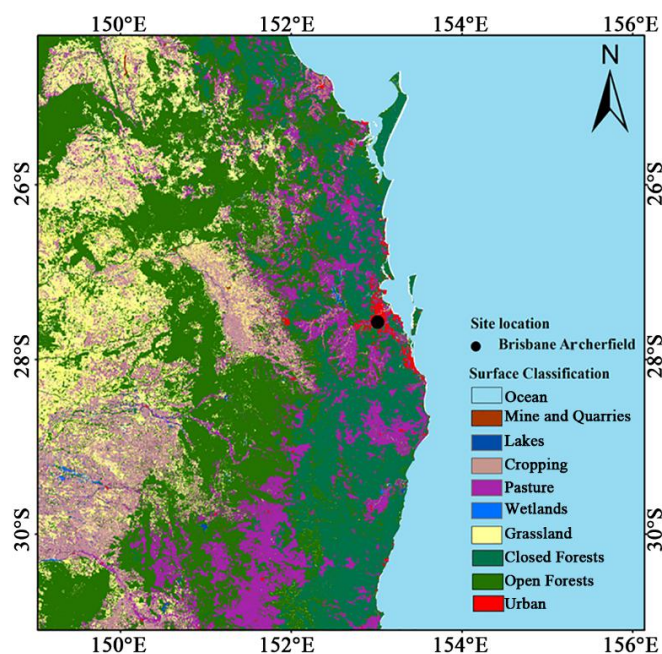 150°E 152°E 154°E 156°E
N
26°S 26°S
Site location
Brisbane Archerfield
28°S 28°S
Surface Classification
Ocean
Mine and Quarries
Lakes
Cropping
Pasture
Wetlands
Grassland
30°S 30°S
Closed Forests
Open Forests
Urban
150°E 152°E 154°E 156°E